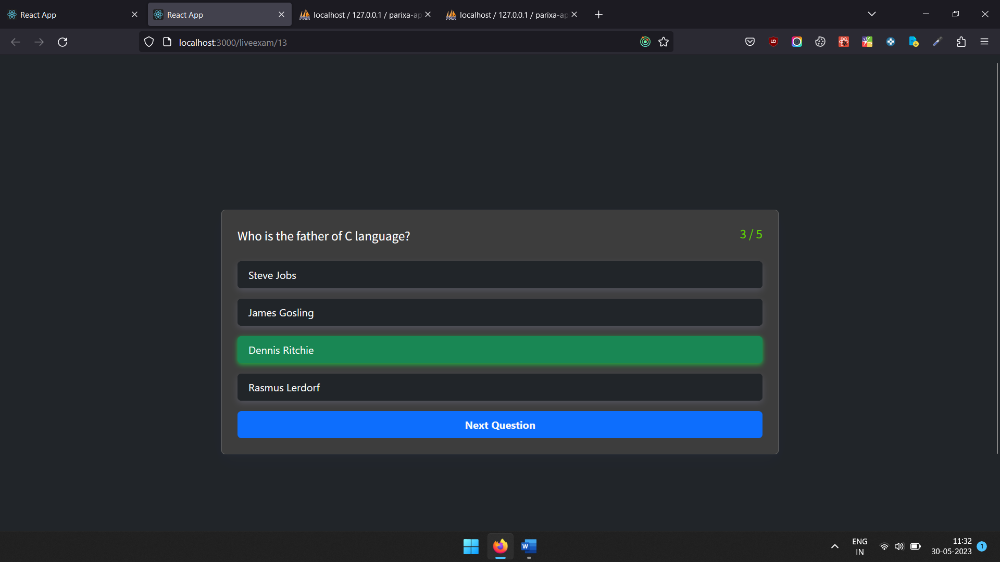 React App
React App
localhost / 127.0.0.1 / parixa-ap
localhost / 127.0.0.1 / parixa-ap
localhost:3000/liveexam/13
Who is the father of C language?
3 / 5
Steve Jobs
James Gosling
Dennis Ritchie
Rasmus Lerdorf
Next Question
ENG
IN
11:32
30-05-2023
1